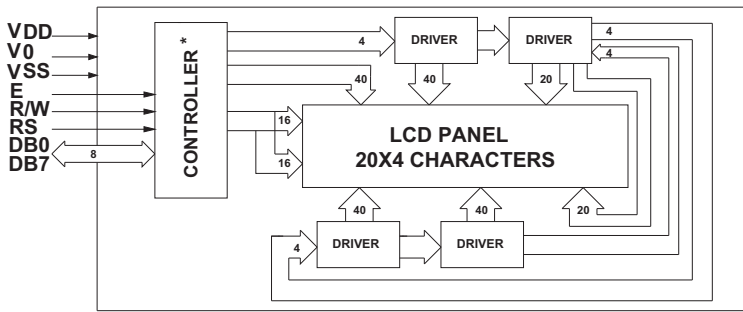 VDD
V0
VSS
E
R/W
RS
DB0
DB7
8
CONTROLLER*
4
DRIVER
DRIVER
4
4
40
40
20
16
16
LCD PANEL
20X4 CHARACTERS
40
40
20
4
DRIVER
DRIVER